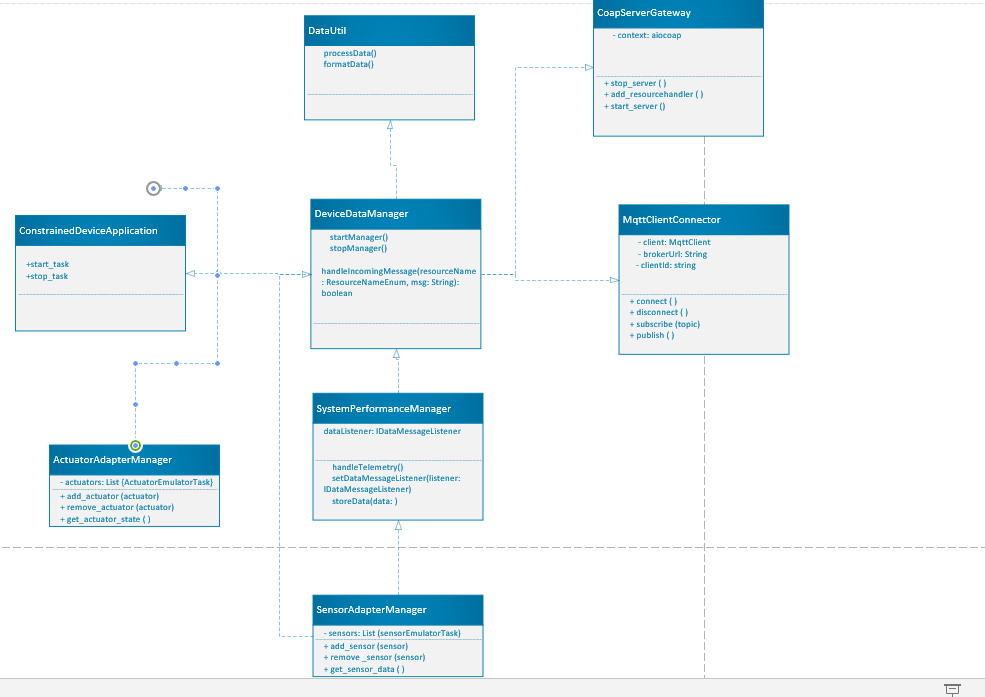 DataUtil
processData()
formatData()
CoapServerGateway
- context: aiocoap
+ stop_server ( )
+ add_resourcehandler ( )
+ start_server ()
ConstrainedDeviceApplication
+start_task
+stop_task
DeviceDataManager
startManager()
stopManager()
handleIncomingMessage(resourceName
: ResourceNameEnum, msg: String):
boolean
MqttClientConnector
- client: MqttClient
- brokerUrl: String
- clientId: string
+ connect ( )
+ disconnect ( )
+ subscribe (topic)
+ publish ( )
SystemPerformanceManager
dataListener: IDataMessageListener
handleTelemetry()
setDataMessageListener(listener:
IDataMessageListener)
storeData(data: )
ActuatorAdapterManager
- actuators: List (ActuatorEmulatorTask)
+ add_actuator (actuator)
+ remove_actuator (actuator)
+ get_actuator_state ( )
SensorAdapterManager
- sensors: List (sensorEmulatorTask)
+ add_sensor (sensor)
+ remove _sensor (sensor)
+ get_sensor_data ( )